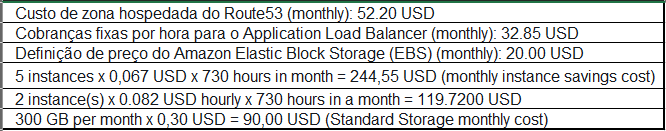 Custo de zona hospedada do Route53 (monthly): 52.20 USD
Cobranças fixas por hora para o Application Load Balancer (monthly): 32.85 USD
Definição de preço do Amazon Elastic Block Storage (EBS) (monthly): 20.00 USD
5 instances x 0,067 USD x 730 hours in month = 244,55 USD (monthly instance savings cost)
2 instance(s) x 0.082 USD hourly x 730 hours in a month = 119.7200 USD
300 GB per month x 0,30 USD = 90,00 USD (Standard Storage monthly cost)